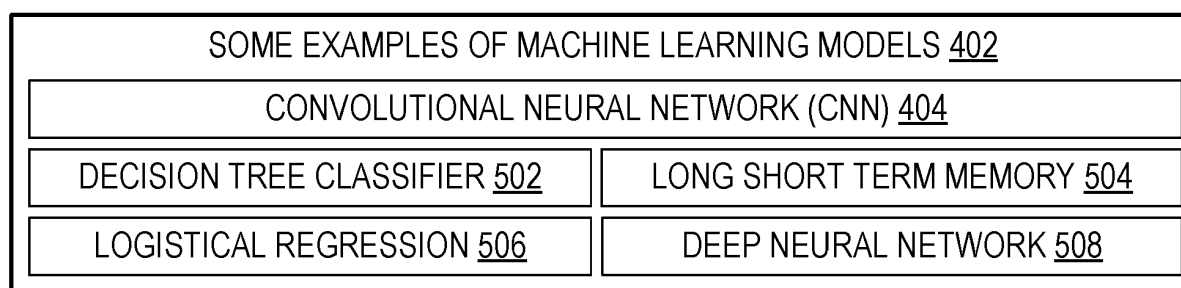 SOME EXAMPLES OF MACHINE LEARNING MODELS 402
CONVOLUTIONAL NEURAL NETWORK (CNN) 404
DECISION TREE CLASSIFIER 502
LONG SHORT TERM MEMORY 504
LOGISTICAL REGRESSION 506
DEEP NEURAL NETWORK 508